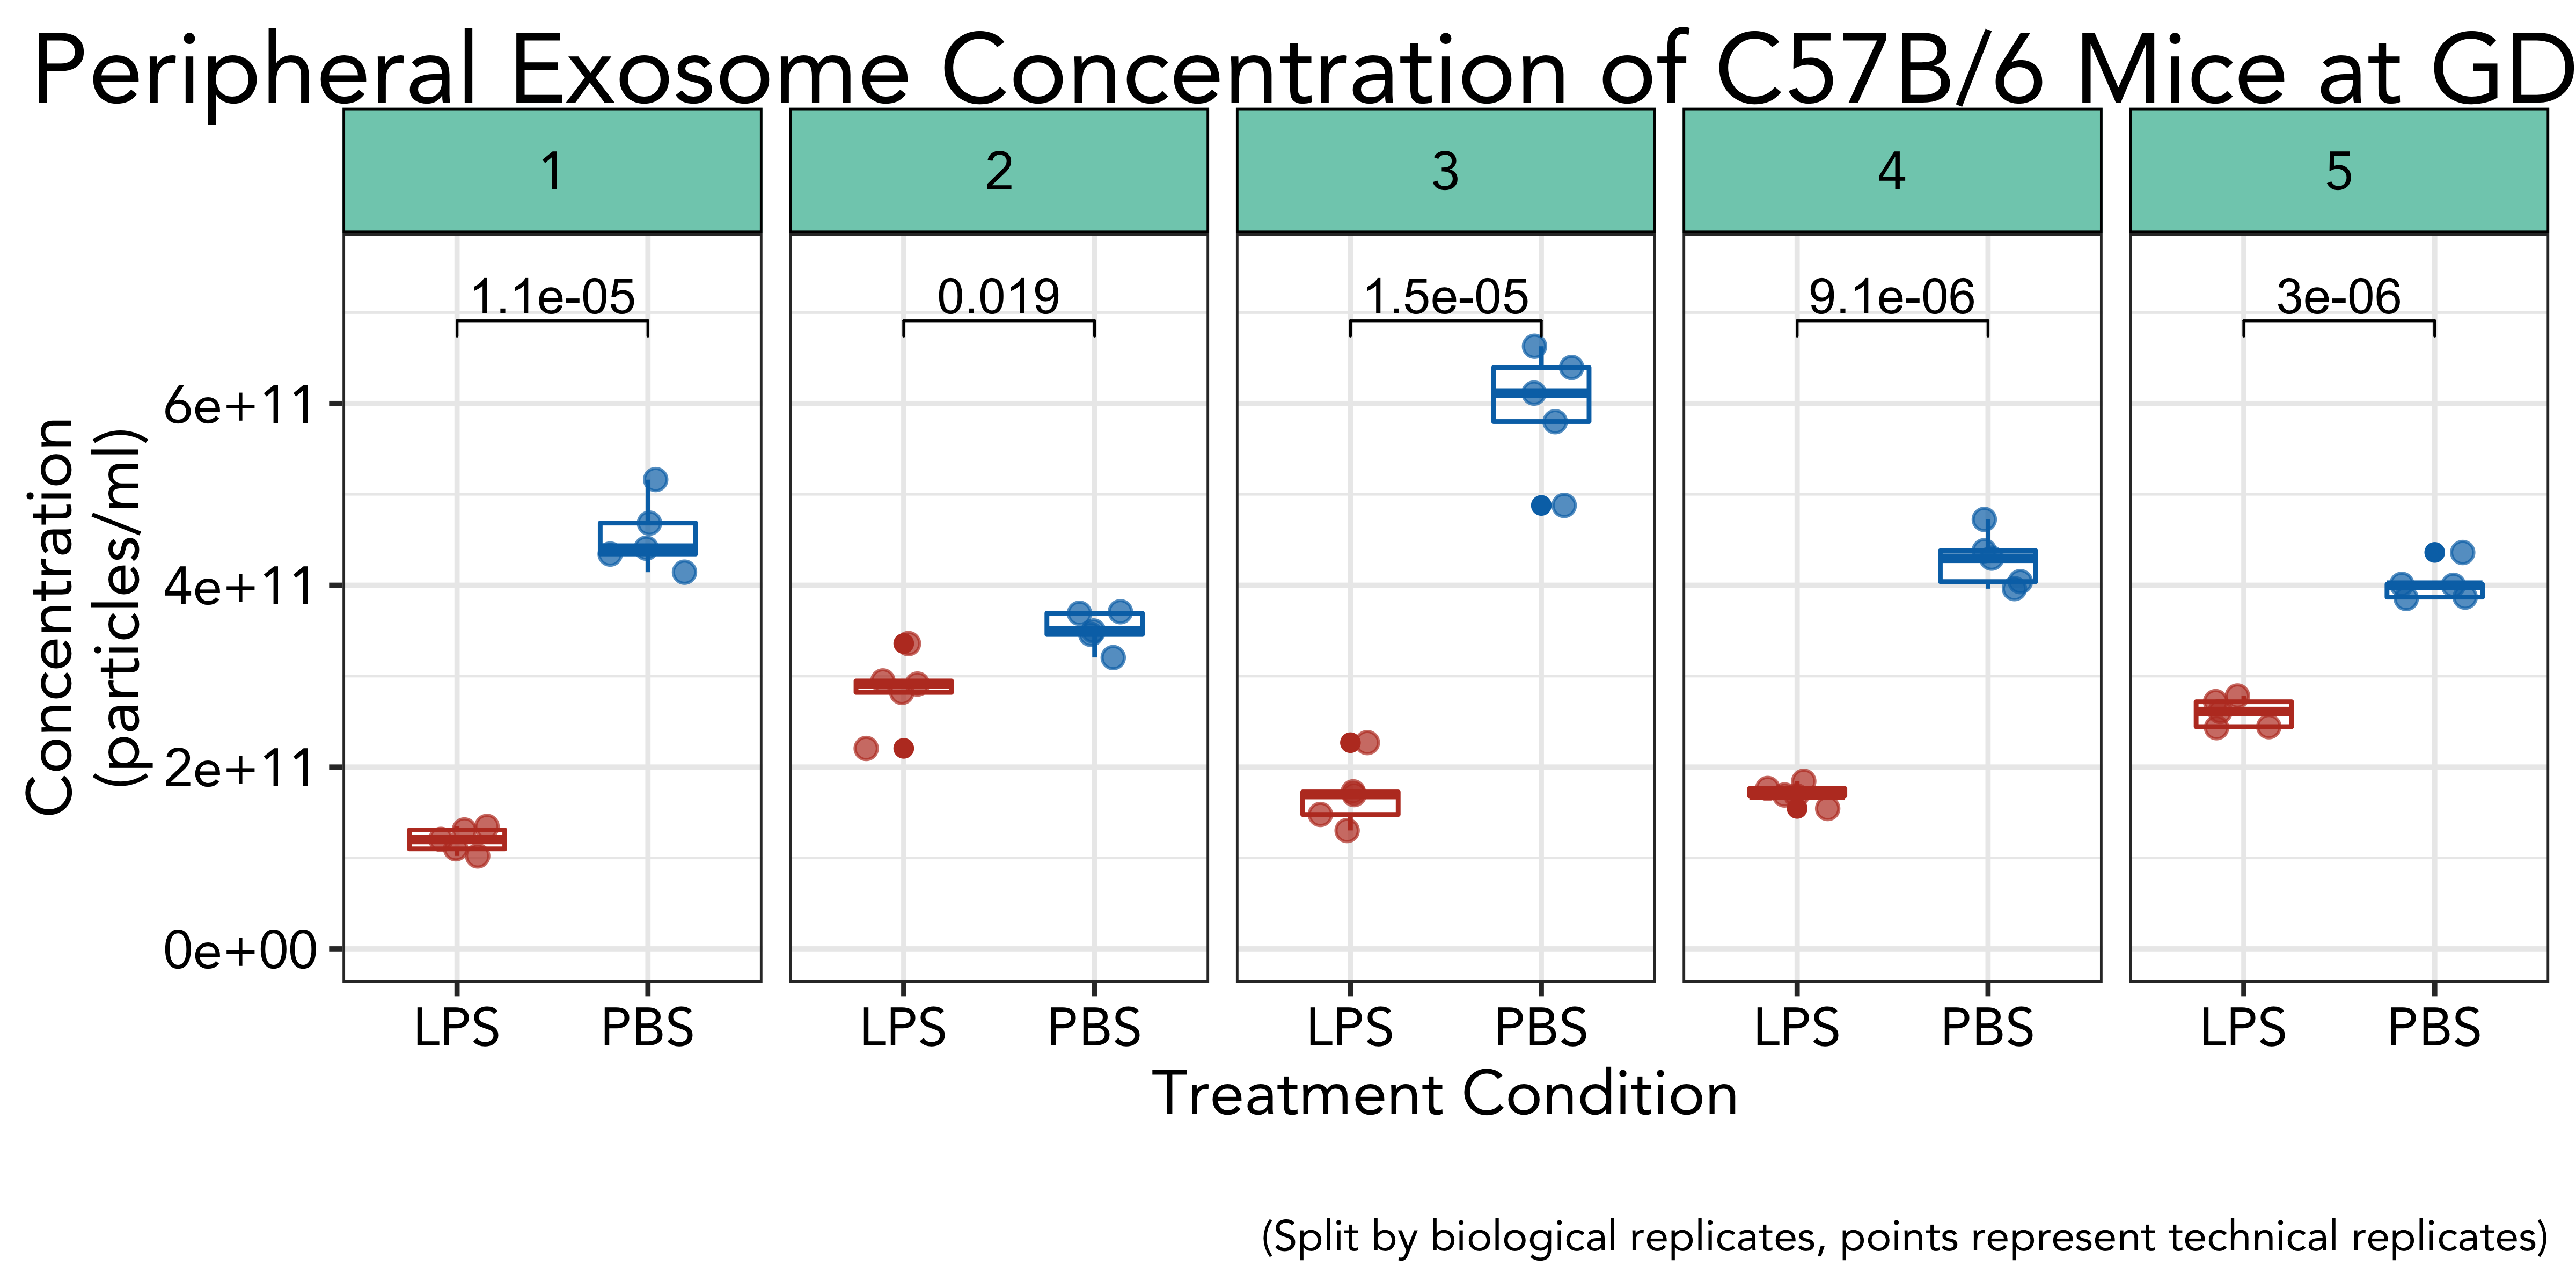 Peripheral Exosome Concentration of C57B/6 Mice at GD
1 2 3 4 5
1.1e-05 0.019 1.5e-05 9.1e-06 3e-06
Concentration
(particles/ml)
6e+11
4e+11
2e+11
0e+00
LPS PBS LPS PBS LPS PBS LPS PBS LPS PBS
Treatment Condition
(Split by biological replicates, points represent technical replicates)